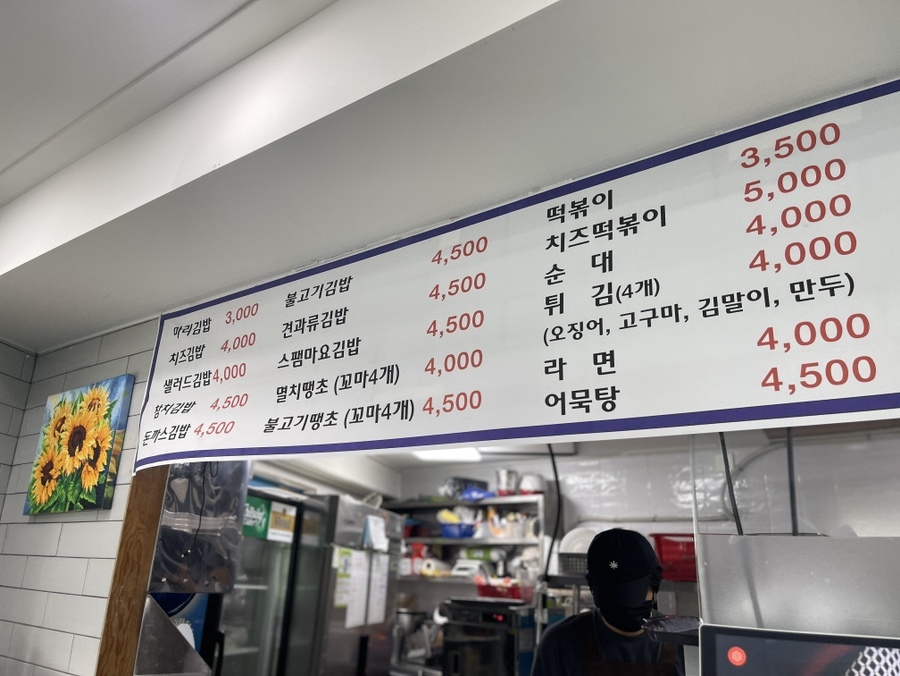 마리김밥 3,000
치즈김밥 4,000
샐러드김밥 4,000
참치김밥 4,500
돈까스김밥 4,500
불고기김밥 4,500
견과류김밥 4,500
스팸마요김밥 4,500
멸치땡초 (꼬마4개) 4,000
불고기땡초 (꼬마4개) 4,500
떡볶이 3,500
치즈떡볶이 5,000
순 대 4,000
튀 김(4개) 4,000
(오징어, 고구마, 김말이, 만두)
라 면 4,000
어묵탕 4,500